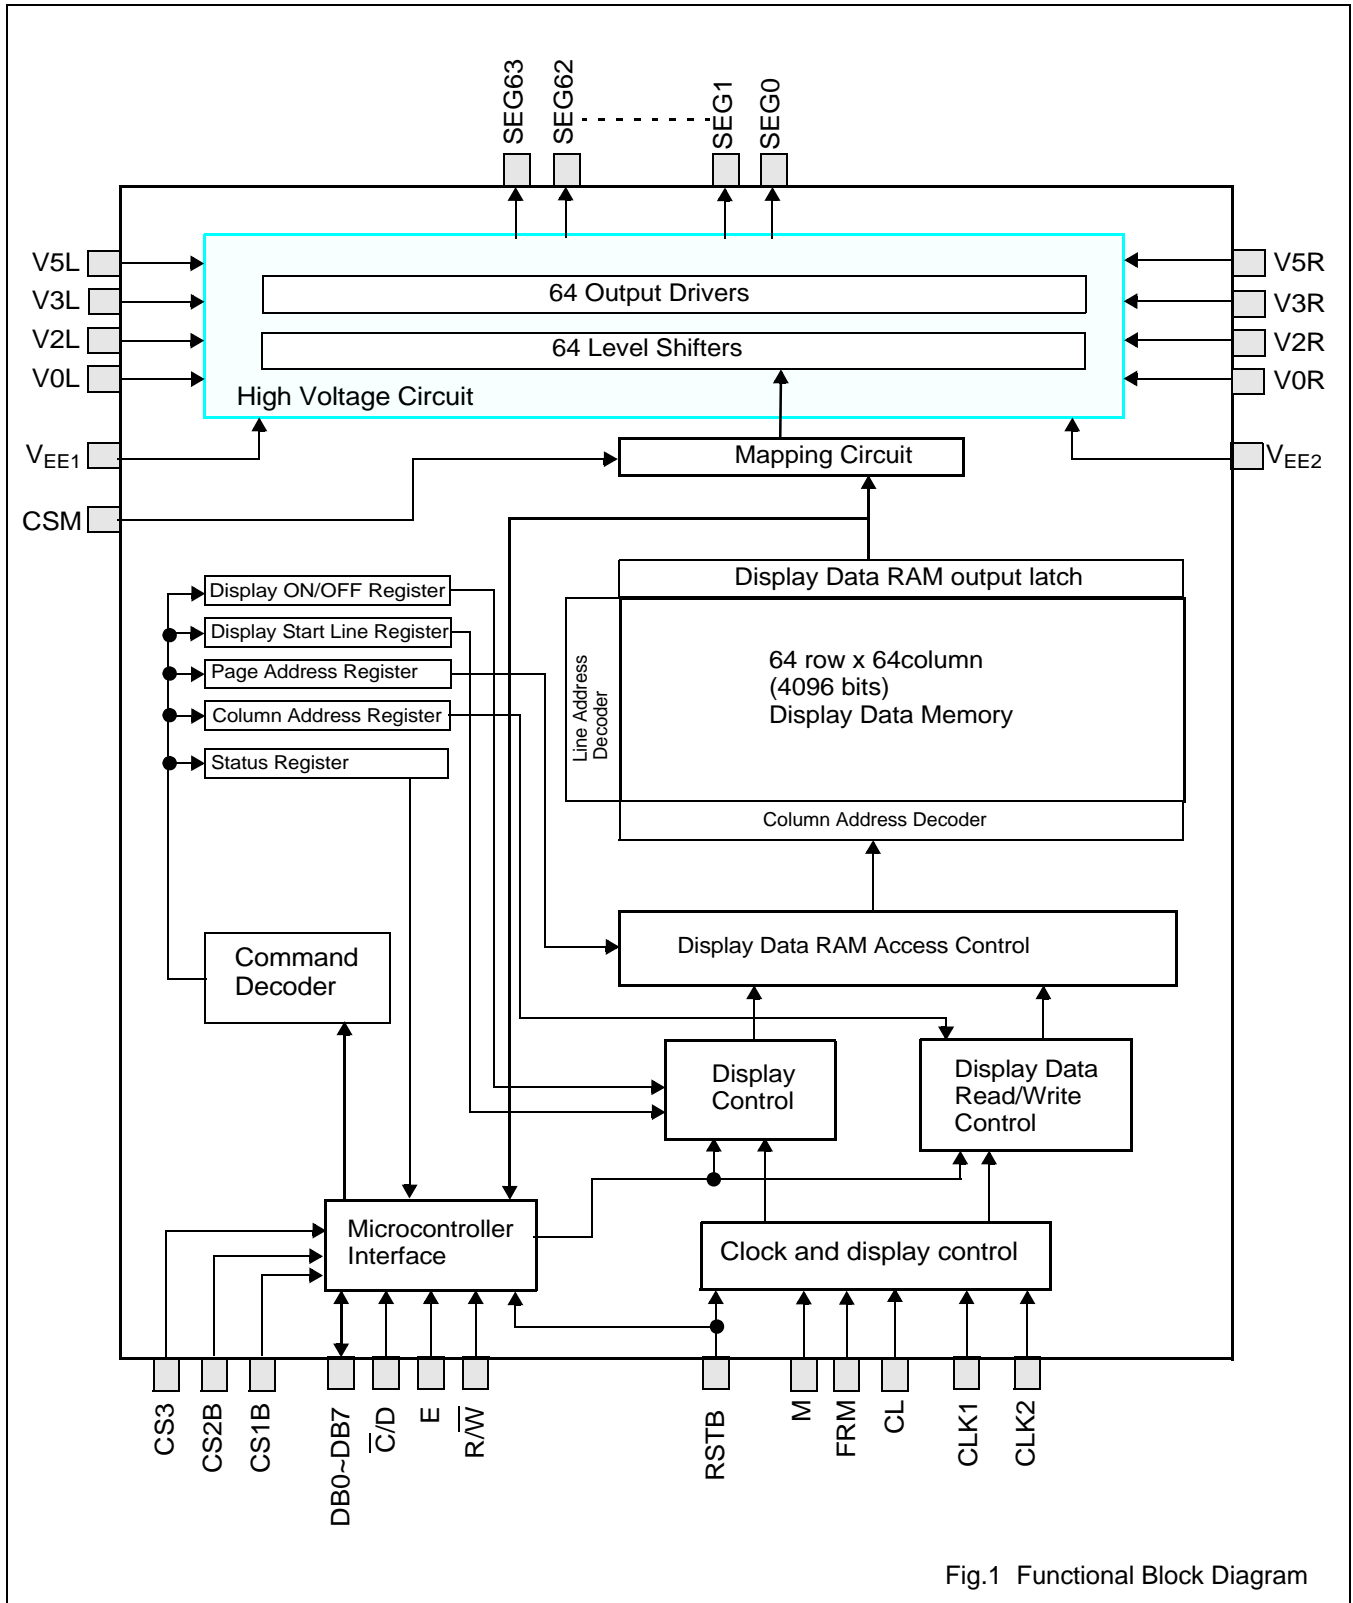 SEG63
SEG62
SEG1
SEG0
V5L
V3L
V2L
V0L
V5R
V3R
V2R
V0R
64 Output Drivers
64 Level Shifters
High Voltage Circuit
VEE1
VEE2
CSM
Mapping Circuit
Display Data RAM output latch
Display ON/OFF Register
Display Start Line Register
Page Address Register
Column Address Register
Status Register
Line Address
Decoder
64 row x 64column
(4096 bits)
Display Data Memory
Column Address Decoder
Command
Decoder
Display Data RAM Access Control
Display
Control
Display Data
Read/Write
Control
Microcontroller
Interface
Clock and display control
CS3
CS2B
CS1B
DB0~DB7
C̅/D
E
R/W̅
RSTB
M
FRM
CL
CLK1
CLK2
Fig.1 Functional Block Diagram